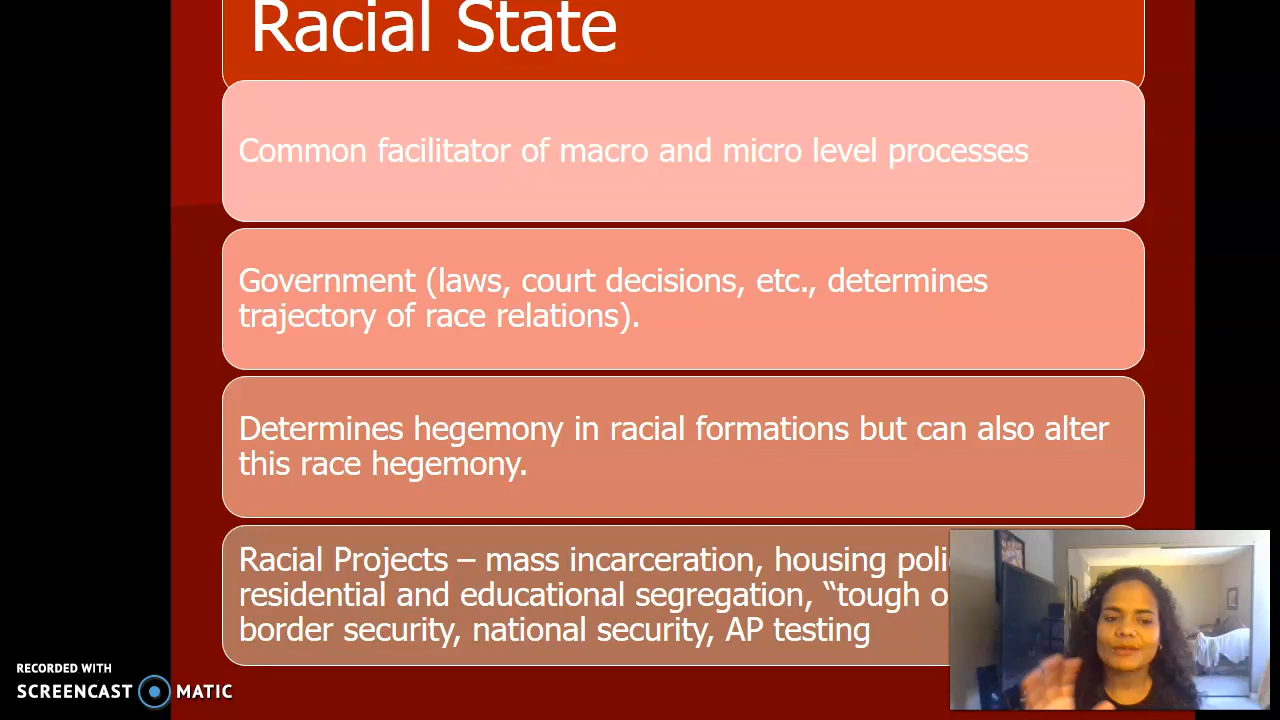 Racial State
Common facilitator of macro and micro level processes
Government (laws, court decisions, etc., determines
trajectory of race relations).
Determines hegemony in racial formations but can also alter
this race hegemony.
Racial Projects – mass incarceration, housing
residential and educational segregation, “tough
border security, national security, AP testing
RECORDED WITH
SCREENCAST MATIC